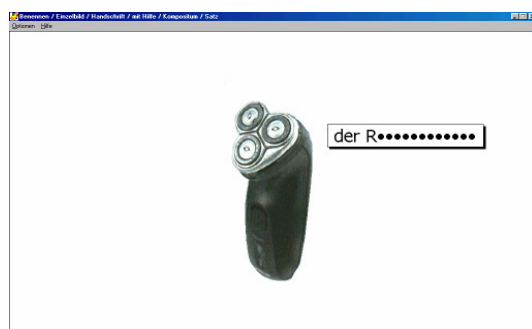 Benennen / Einzelbild / Handschrift / mit Hilfe / Kompositum / Satz
Optionen Hilfe
der R••••••••••••